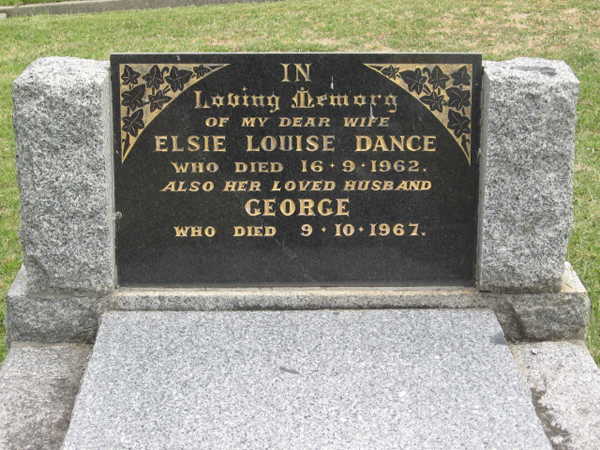 IN
Loving Memory
OF MY DEAR WIFE
ELSIE LOUISE DANCE
WHO DIED 16·9·1962.
ALSO HER LOVED HUSBAND
GEORGE
WHO DIED 9·10·1967.